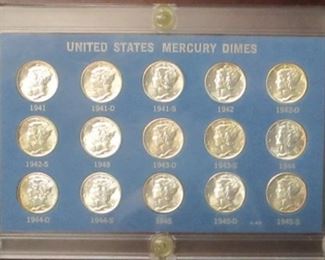 UNITED STATES MERCURY DIMES
1941 1941-D 1941-S 1942 1942-D
1942-S 1943 1943-D 1943-S 1944
1944-D 1944-S 1945 1945-D 1945-S